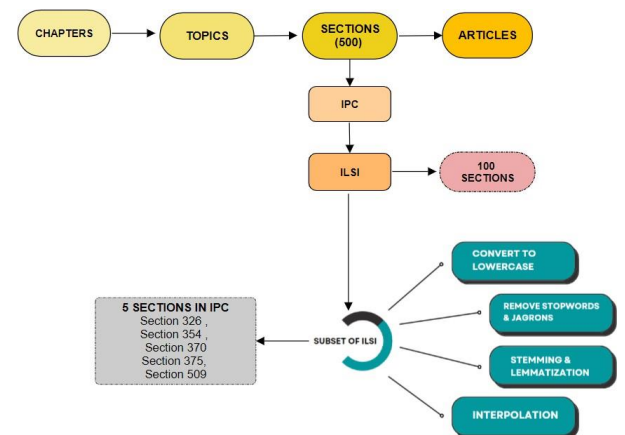 CHAPTERS
TOPICS
SECTIONS
(500)
ARTICLES
IPC
ILSI
100
SECTIONS
CONVERT TO
LOWERCASE
REMOVE STOPWORDS
& JAGRONS
5 SECTIONS IN IPC
Section 326 ,
Section 354 ,
Section 370
Section 375,
Section 509
SUBSET OF ILSI
STEMMING &
LEMMATIZATION
INTERPOLATION